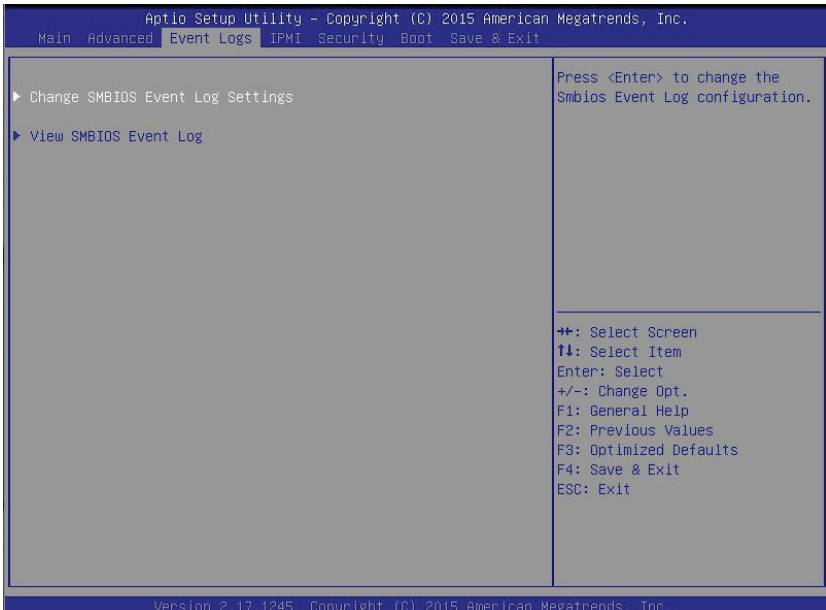 Aptio Setup Utility – Copyright (C) 2015 American Megatrends, Inc.
Main Advanced Event Logs IPMI Security Boot Save & Exit
▶ Change SMBIOS Event Log Settings
▶ View SMBIOS Event Log
Press <Enter> to change the
Smbios Event Log configuration.
→←: Select Screen
↑↓: Select Item
Enter: Select
+/-: Change Opt.
F1: General Help
F2: Previous Values
F3: Optimized Defaults
F4: Save & Exit
ESC: Exit
Version 2.17.1245. Copyright (C) 2015 American Megatrends, Inc.